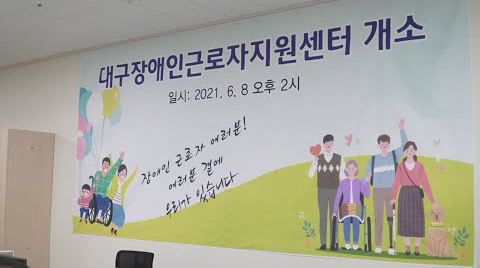 대구장애인근로자지원센터 개소
일시: 2021. 6. 8 오후 2시
장애인 근로자 여러분!
여러분 곁에
우리가 있습니다